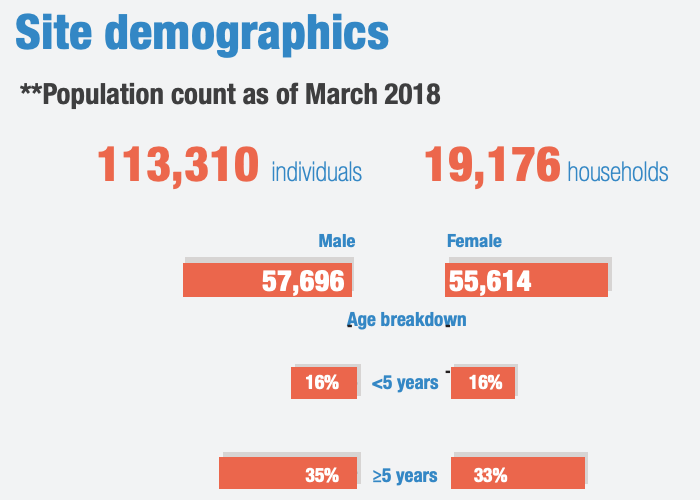 Site demographics
**Population count as of March 2018
113,310 individuals 19,176 households
Male Female
57,696 55,614
Age breakdown
16% <5 years 16%
35% ≥5 years 33%